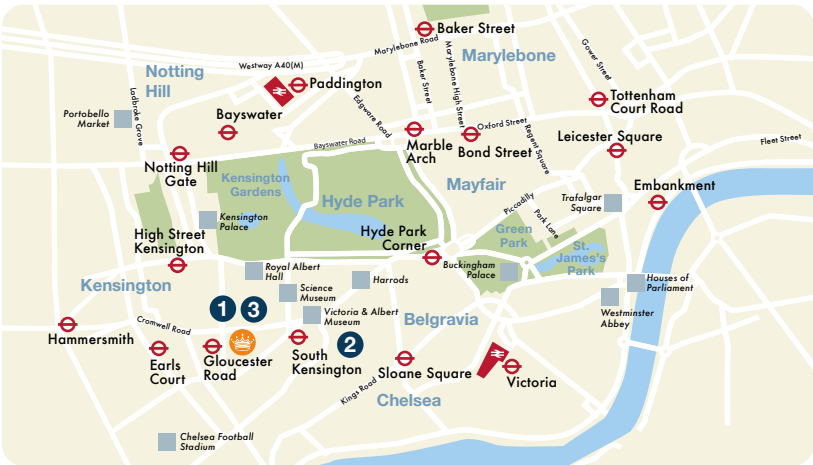 Baker Street
Marylebone Road
Marylebone
Gower Street
Westway A40(M)
Notting
Hill
Paddington
Baker Street
Marylebone High Street
Tottenham
Court Road
Ladbroke Grove
Portobello
Market
Bayswater
Edgware Road
Oxford Street
Regent Square
Leicester Square
Fleet Street
Bayswater Road
Marble
Arch
Bond Street
Notting Hill
Gate
Kensington
Gardens
Hyde Park
Mayfair
Embankment
Trafalgar
Square
Piccadilly
Park Lane
Kensington
Palace
High Street
Kensington
Hyde Park
Corner
Green
Park
St.
James's
Park
Buckingham
Palace
Royal Albert
Hall
Harrods
Houses of
Parliament
Kensington
Science
Museum
Westminster
Abbey
1
3
Victoria & Albert
Museum
Belgravia
Hammersmith
Cromwell Road
2
Earls
Court
Gloucester
Road
South
Kensington
Sloane Square
Victoria
Kings Road
Chelsea
Chelsea Football
Stadium